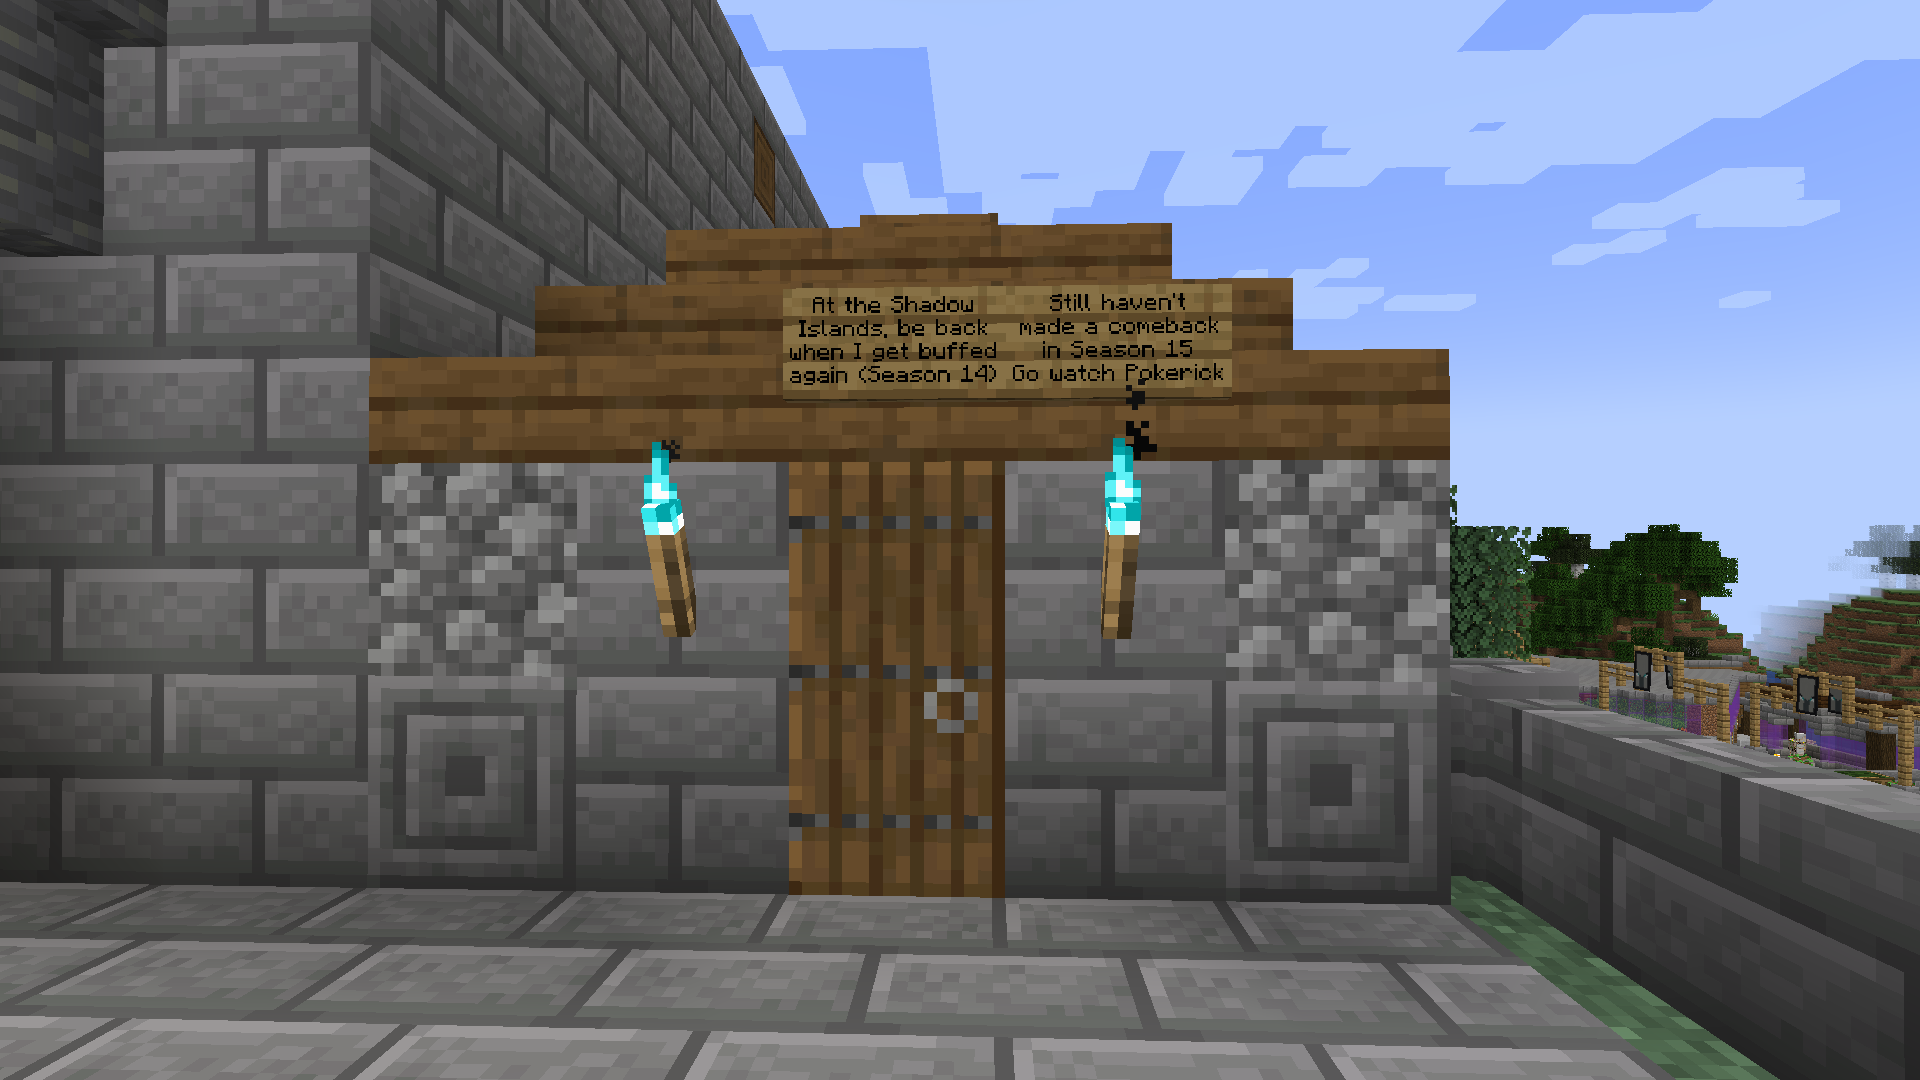 At the Shadow
Islands, be back
when I get buffed
again (Season 14)
Still haven't
made a comeback
in Season 15
Go watch Pokerick